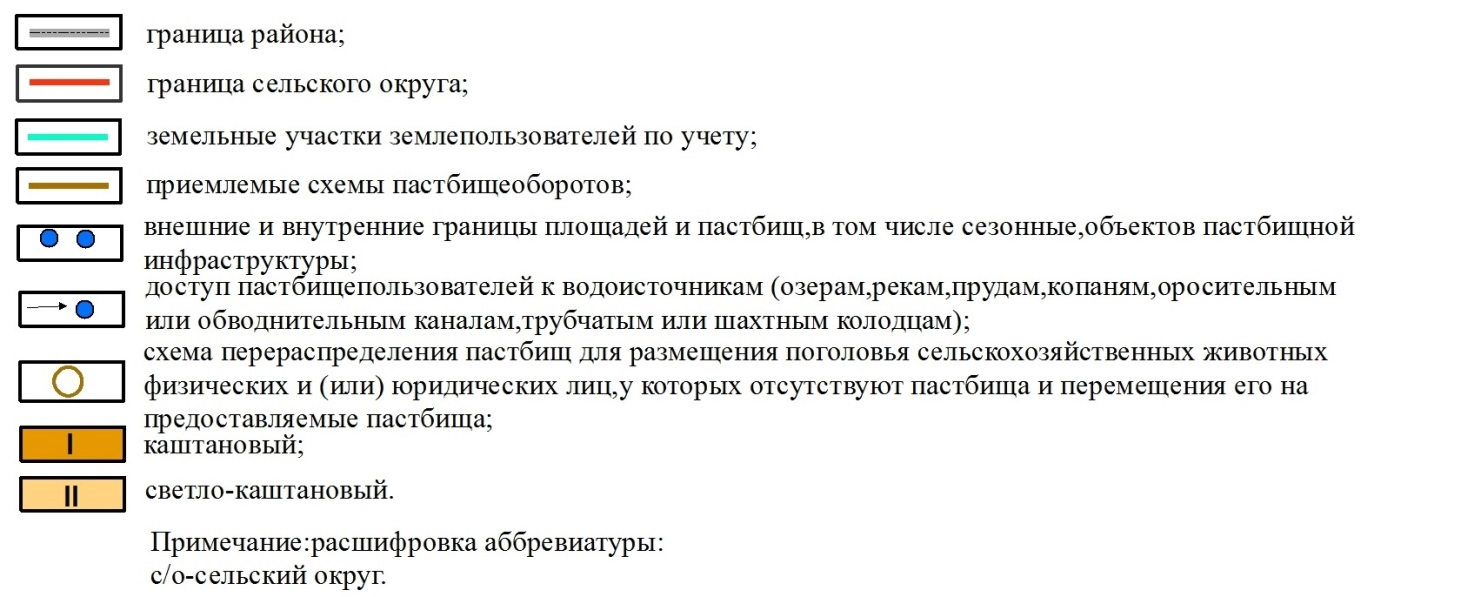 граница района;
граница сельского округа;
земельные участки землепользователей по учету;
приемлемые схемы пастбищеоборотов;
внешние и внутренние границы площадей и пастбищ,в том числе сезонные,объектов пастбищной
инфраструктуры;
доступ пастбищепользователей к водоисточникам (озерам,рекам,прудам,копаням,оросительным
или обводнительным каналам,трубчатым или шахтным колодцам);
схема перераспределения пастбищ для размещения поголовья сельскохозяйственных животных
физических и (или) юридических лиц,у которых отсутствуют пастбища и перемещения его на
предоставляемые пастбища;
I каштановый;
II светло-каштановый.
Примечание:расшифровка аббревиатуры:
с/о-сельский округ.